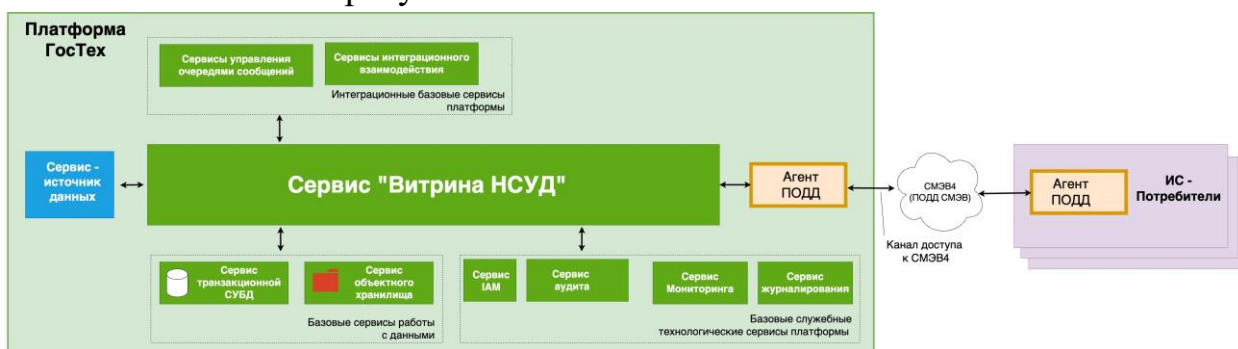 Платформа
ГосТех
Сервисы управления
очередями сообщений
Сервисы интеграционного
взаимодействия
Интеграционные базовые сервисы
платформы
Сервис -
источник
данных
Сервис "Витрина НСУД"
Агент
ПОДД
СМЭВ4
(ПОДД СМЭВ)
Канал доступа
к СМЭВ4
Агент
ПОДД
ИС -
Потребители
Сервис
транзакционной
СУБД
Сервис
объектного
хранилища
Базовые сервисы работы
с данными
Сервис
IAM
Сервис
аудита
Сервис
Мониторинга
Сервис
журналирования
Базовые служебные
технологические сервисы платформы